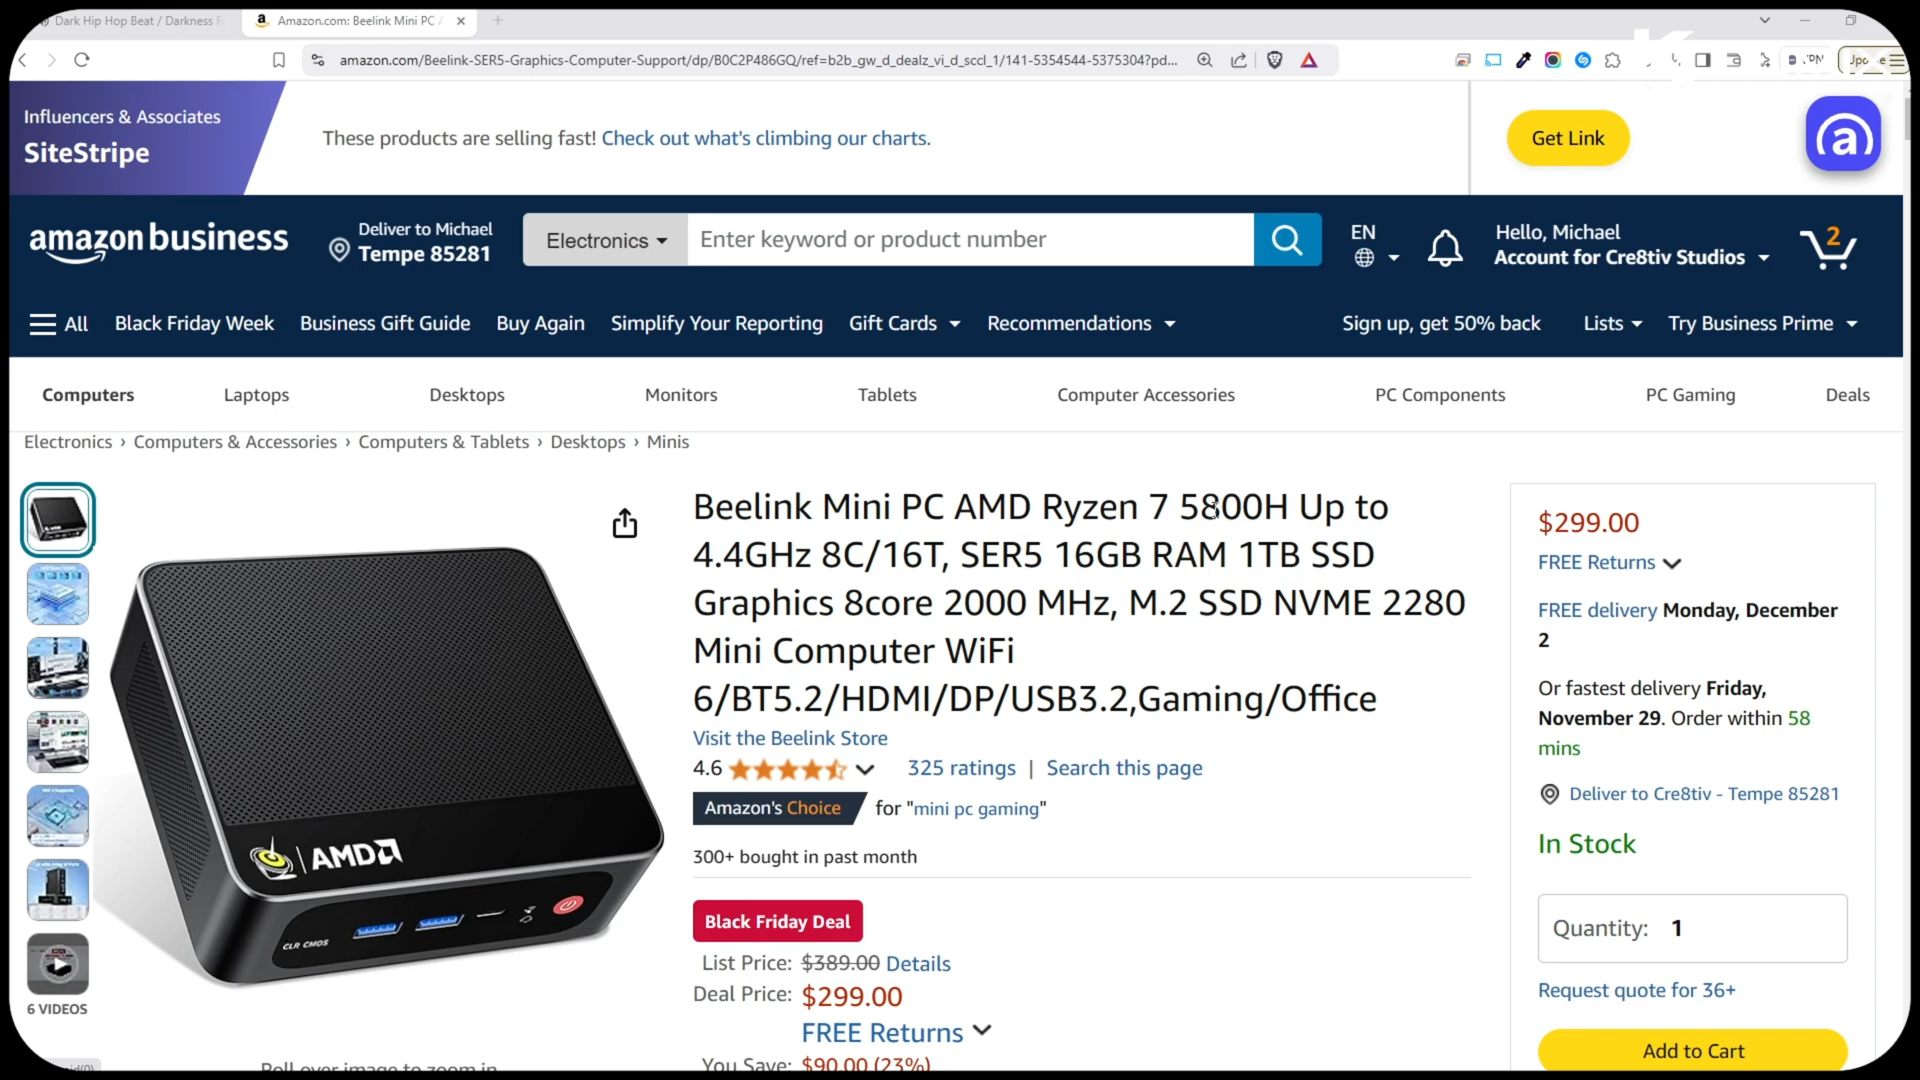 Dark Hip Hop Beat / Darkness
Amazon.com: Beelink Mini PC
amazon.com/Beelink-SER5-Graphics-Computer-Support/dp/B0C2P486GQ/ref=b2b_gw_d_dealz_vi_d_sccl_1/141-5354544-5375304?pd...
Influencers & Associates
SiteStripe
These products are selling fast! Check out what's climbing our charts.
Get Link
amazon business
Deliver to Michael
Tempe 85281
Electronics
Enter keyword or product number
EN
Hello, Michael
Account for Cre8tiv Studios
2
All
Black Friday Week
Business Gift Guide
Buy Again
Simplify Your Reporting
Gift Cards
Recommendations
Sign up, get 50% back
Lists
Try Business Prime
Computers
Laptops
Desktops
Monitors
Tablets
Computer Accessories
PC Components
PC Gaming
Deals
Electronics › Computers & Accessories › Computers & Tablets › Desktops › Minis
Beelink Mini PC AMD Ryzen 7 5800H Up to
4.4GHz 8C/16T, SER5 16GB RAM 1TB SSD
Graphics 8core 2000 MHz, M.2 SSD NVME 2280
Mini Computer WiFi
6/BT5.2/HDMI/DP/USB3.2,Gaming/Office
Visit the Beelink Store
4.6
325 ratings | Search this page
Amazon's Choice for "mini pc gaming"
300+ bought in past month
Black Friday Deal
List Price: $389.00 Details
Deal Price: $299.00
FREE Returns
You Save: $90.00 (23%)
AMD
CLR CMOS
6 VIDEOS
Roll over image to zoom in
$299.00
FREE Returns
FREE delivery Monday, December
2
Or fastest delivery Friday,
November 29. Order within 58
mins
Deliver to Cre8tiv - Tempe 85281
In Stock
Quantity: 1
Request quote for 36+
Add to Cart